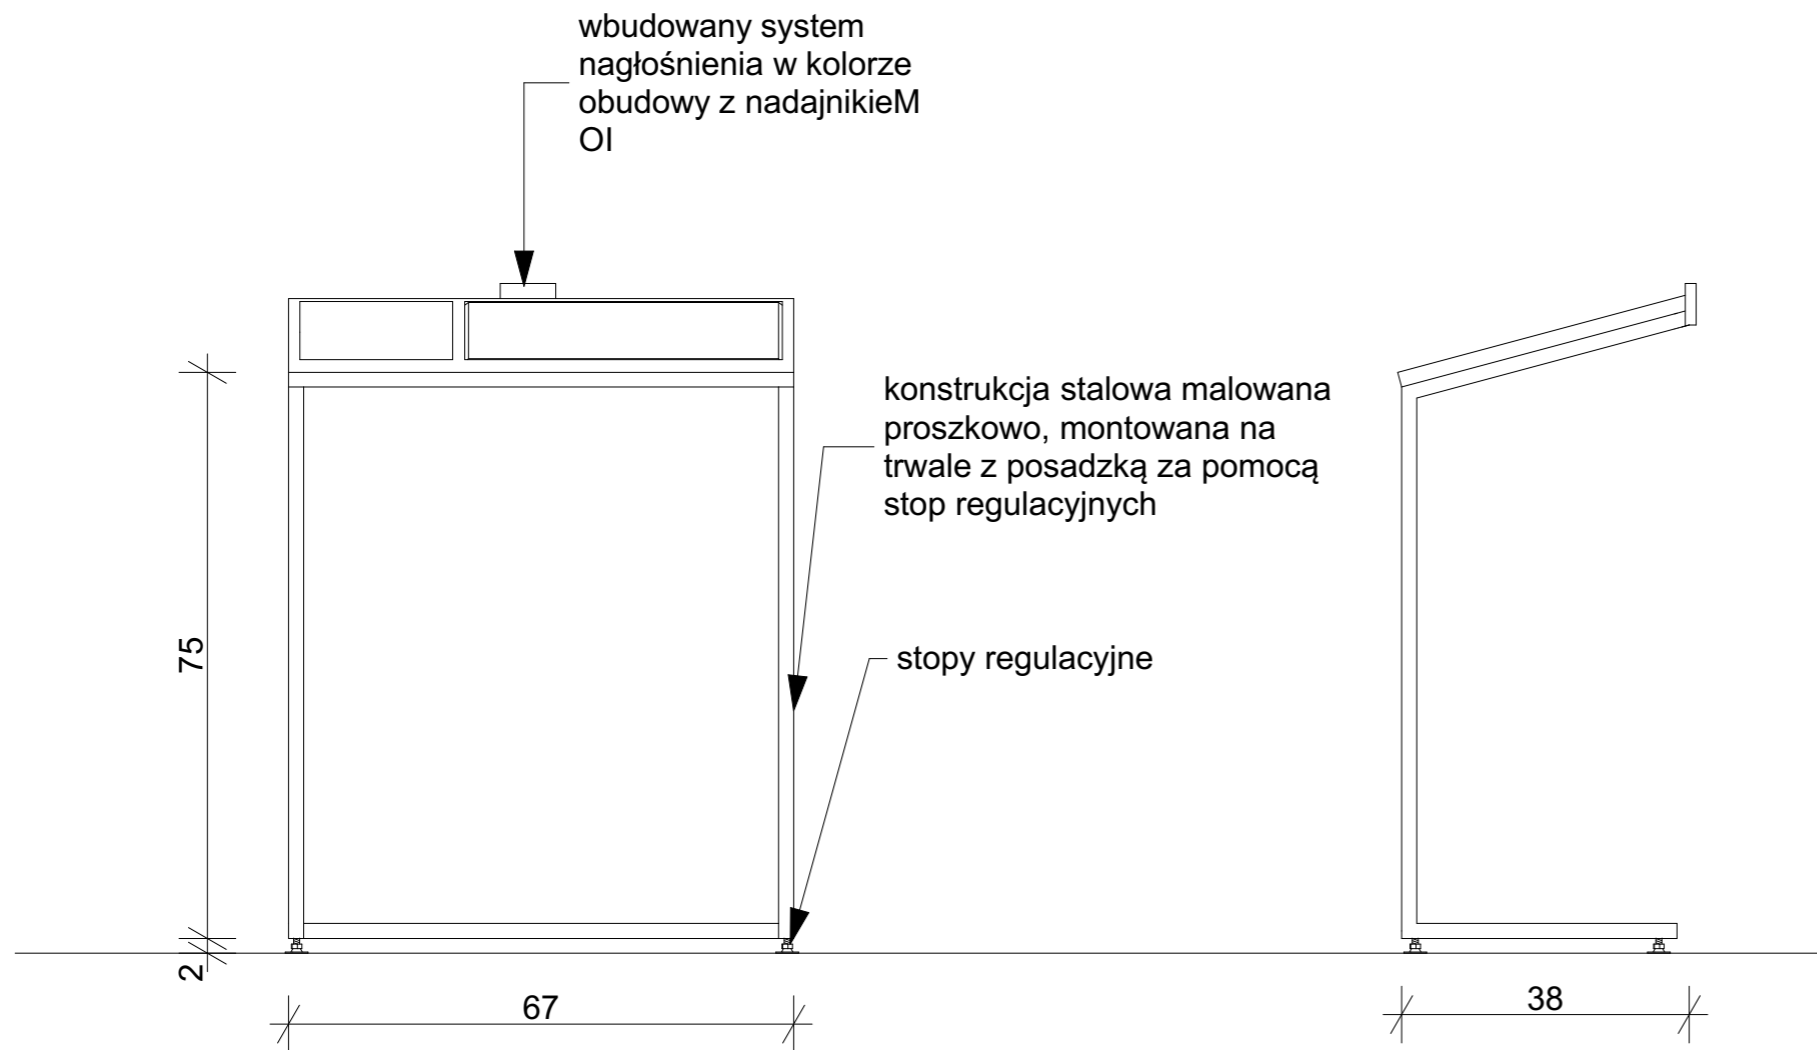 wbudowany system
nagłośnienia w kolorze
obudowy z nadajnikieM
OI
konstrukcja stalowa malowana
proszkowo, montowana na
trwale z posadzką za pomocą
stop regulacyjnych
75
stopy regulacyjne
2
67
38